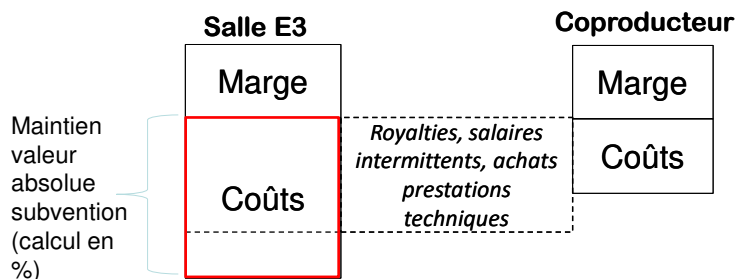 Salle E3
Coproducteur
Marge
Marge
Maintien
valeur
absolue
subvention
(calcul en
%)
Coûts
Royalties, salaires
intermittents, achats
prestations
techniques
Coûts